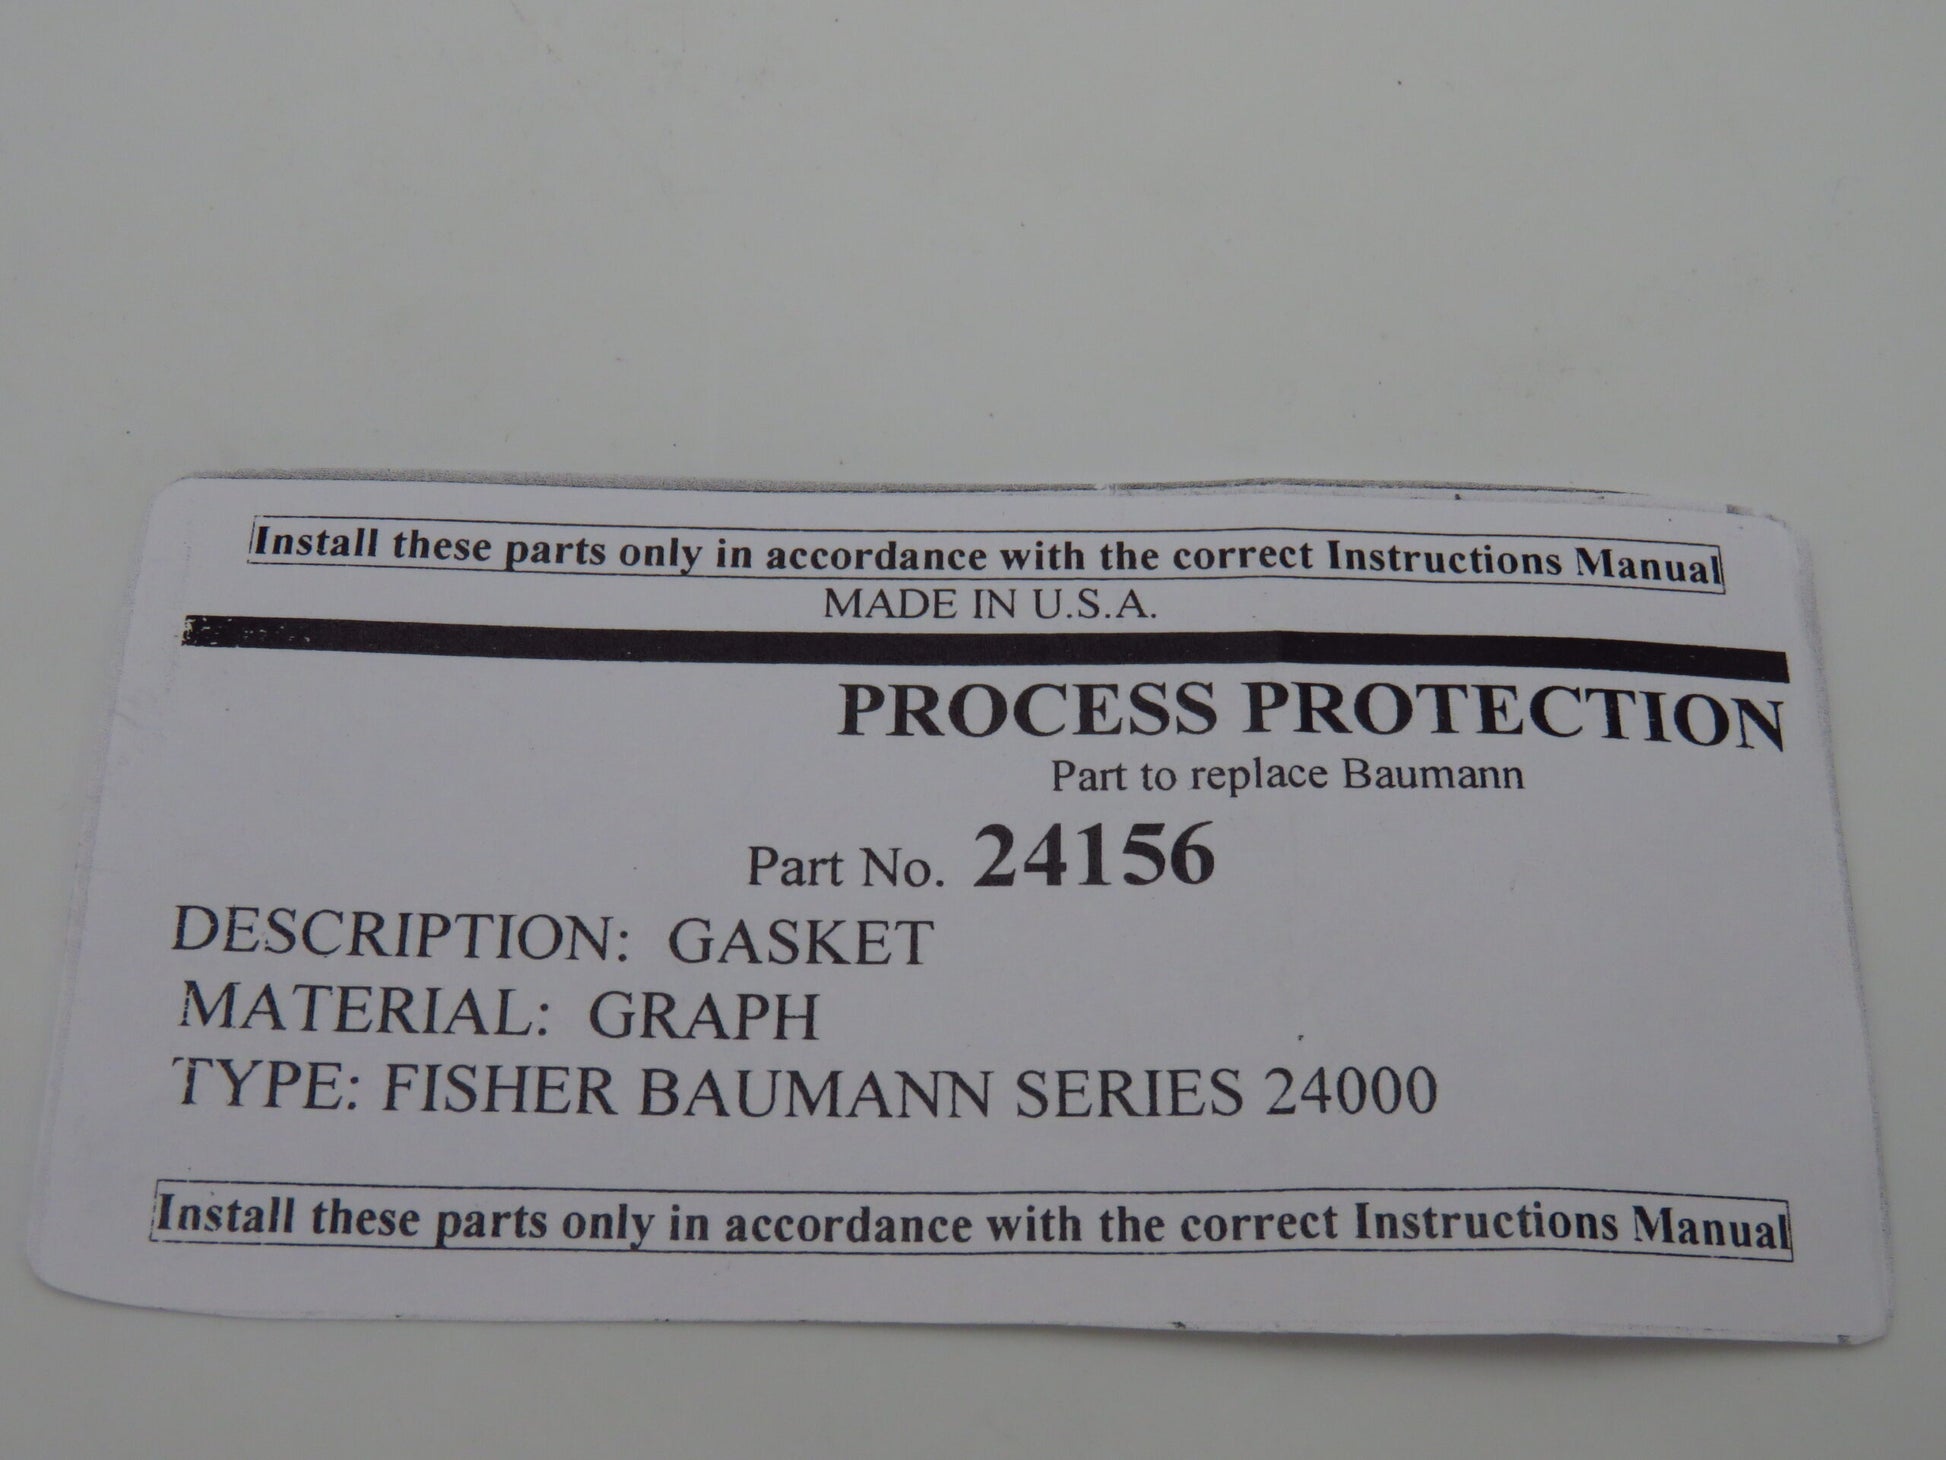 Install these parts only in accordance with the correct Instructions Manual
MADE IN U.S.A.
PROCESS PROTECTION
Part to replace Baumann
Part No. 24156
DESCRIPTION: GASKET
MATERIAL: GRAPH
TYPE: FISHER BAUMANN SERIES 24000
Install these parts only in accordance with the correct Instructions Manual